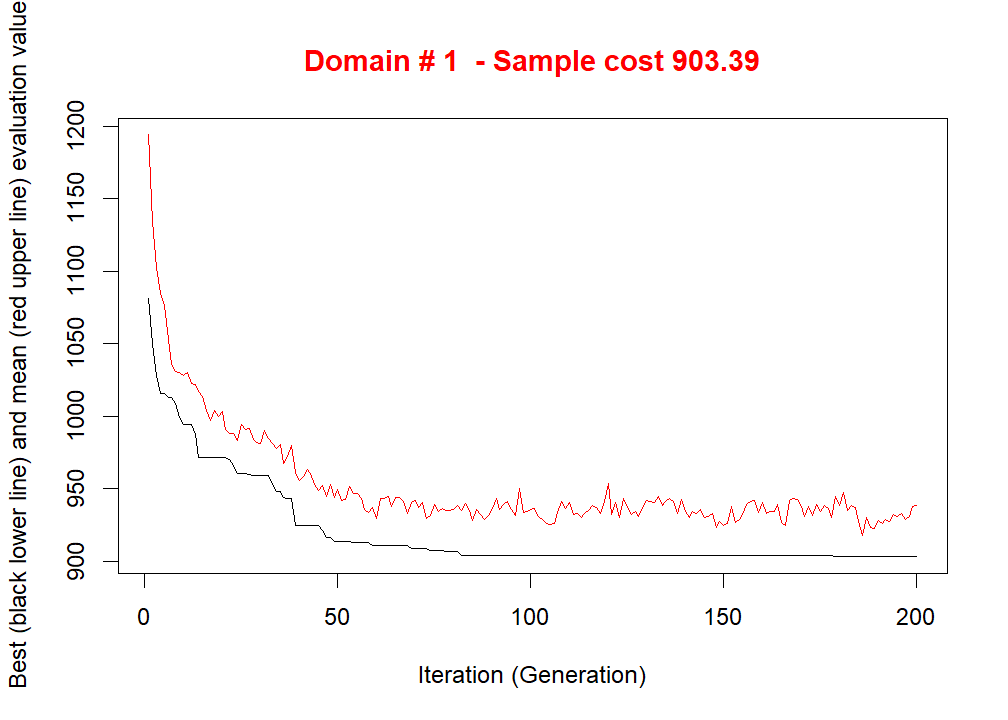 Domain # 1  - Sample cost 903.39
Best (black lower line) and mean (red upper line) evaluation value
1200
1150
1100
1050
1000
950
900
0 50 100 150 200
Iteration (Generation)